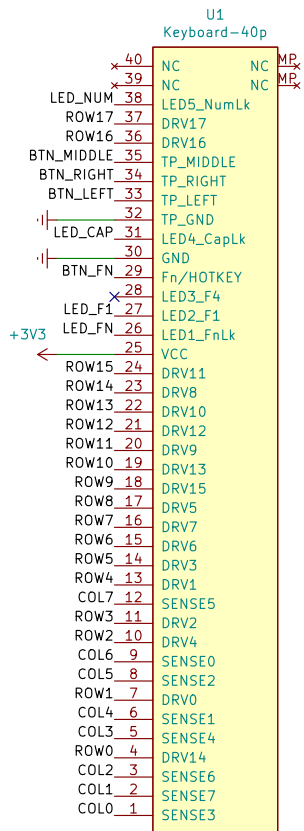 U1
Keyboard-40p
40 NC NC MP
39 NC NC MP
LED_NUM 38 LED5_NumLk
ROW17 37 DRV17
ROW16 36 DRV16
BTN_MIDDLE 35 TP_MIDDLE
BTN_RIGHT 34 TP_RIGHT
BTN_LEFT 33 TP_LEFT
32 TP_GND
LED_CAP 31 LED4_CapLk
30 GND
BTN_FN 29 Fn/HOTKEY
28 LED3_F4
LED_F1 27 LED2_F1
LED_FN 26 LED1_FnLk
+3V3 25 VCC
ROW15 24 DRV11
ROW14 23 DRV8
ROW13 22 DRV10
ROW12 21 DRV12
ROW11 20 DRV9
ROW10 19 DRV13
ROW9 18 DRV15
ROW8 17 DRV5
ROW7 16 DRV7
ROW6 15 DRV6
ROW5 14 DRV3
ROW4 13 DRV1
COL7 12 SENSE5
ROW3 11 DRV2
ROW2 10 DRV4
COL6 9 SENSE0
COL5 8 SENSE2
ROW1 7 DRV0
COL4 6 SENSE1
COL3 5 SENSE4
ROW0 4 DRV14
COL2 3 SENSE6
COL1 2 SENSE7
COL0 1 SENSE3